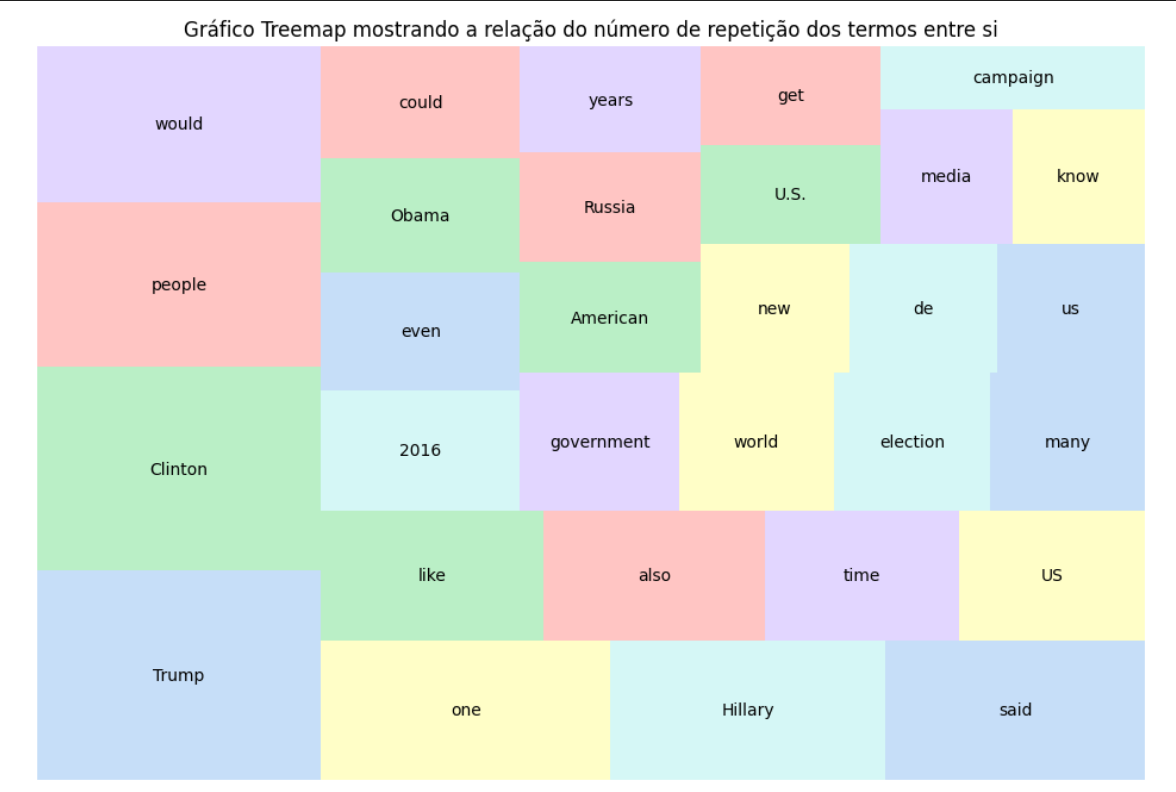 Gráfico Treemap mostrando a relação do número de repetição dos termos entre si
would
could
years
get
campaign
people
Obama
Russia
U.S.
media
know
even
American
new
de
us
Clinton
2016
government
world
election
many
like
also
time
US
Trump
one
Hillary
said